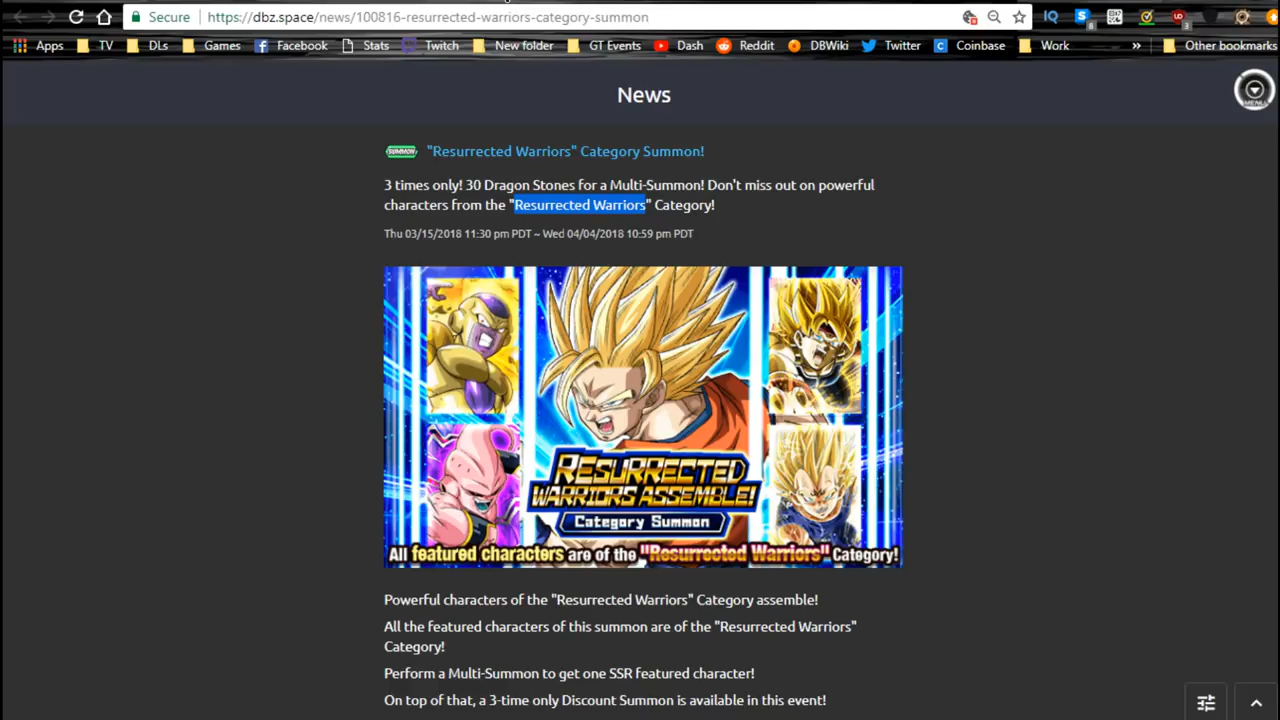 Secure
https://dbz.space/news/100816-resurrected-warriors-category-summon
Apps TV DLs Games Facebook Stats Twitch New folder GT Events Dash Reddit DBWiki Twitter Coinbase Work » Other bookmarks
News
MENU
SUMMON "Resurrected Warriors" Category Summon!
3 times only! 30 Dragon Stones for a Multi-Summon! Don't miss out on powerful
characters from the "Resurrected Warriors" Category!
Thu 03/15/2018 11:30 pm PDT ~ Wed 04/04/2018 10:59 pm PDT
RESURRECTED
WARRIORS ASSEMBLE!
Category Summon
All featured characters are of the "Resurrected Warriors" Category!
Powerful characters of the "Resurrected Warriors" Category assemble!
All the featured characters of this summon are of the "Resurrected Warriors"
Category!
Perform a Multi-Summon to get one SSR featured character!
On top of that, a 3-time only Discount Summon is available in this event!